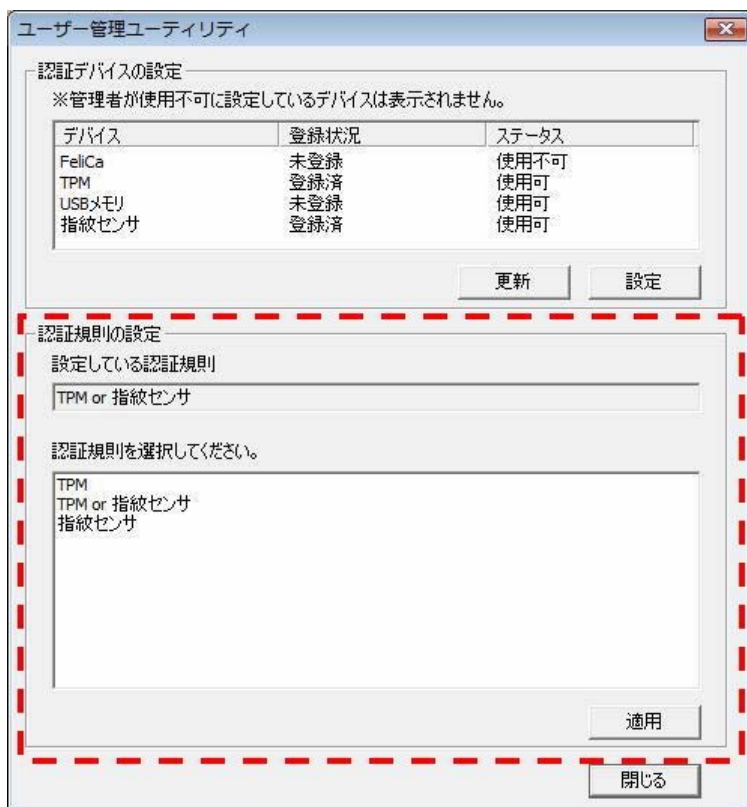 ユーザー管理ユーティリティ
認証デバイスの設定
※管理者が使用不可に設定しているデバイスは表示されません。
デバイス 登録状況 ステータス
FeliCa 未登録 使用不可
TPM 登録済 使用可
USBメモリ 未登録 使用可
指紋センサ 登録済 使用可
更新 設定
認証規則の設定
設定している認証規則
TPM or 指紋センサ
認証規則を選択してください。
TPM
TPM or 指紋センサ
指紋センサ
適用
閉じる